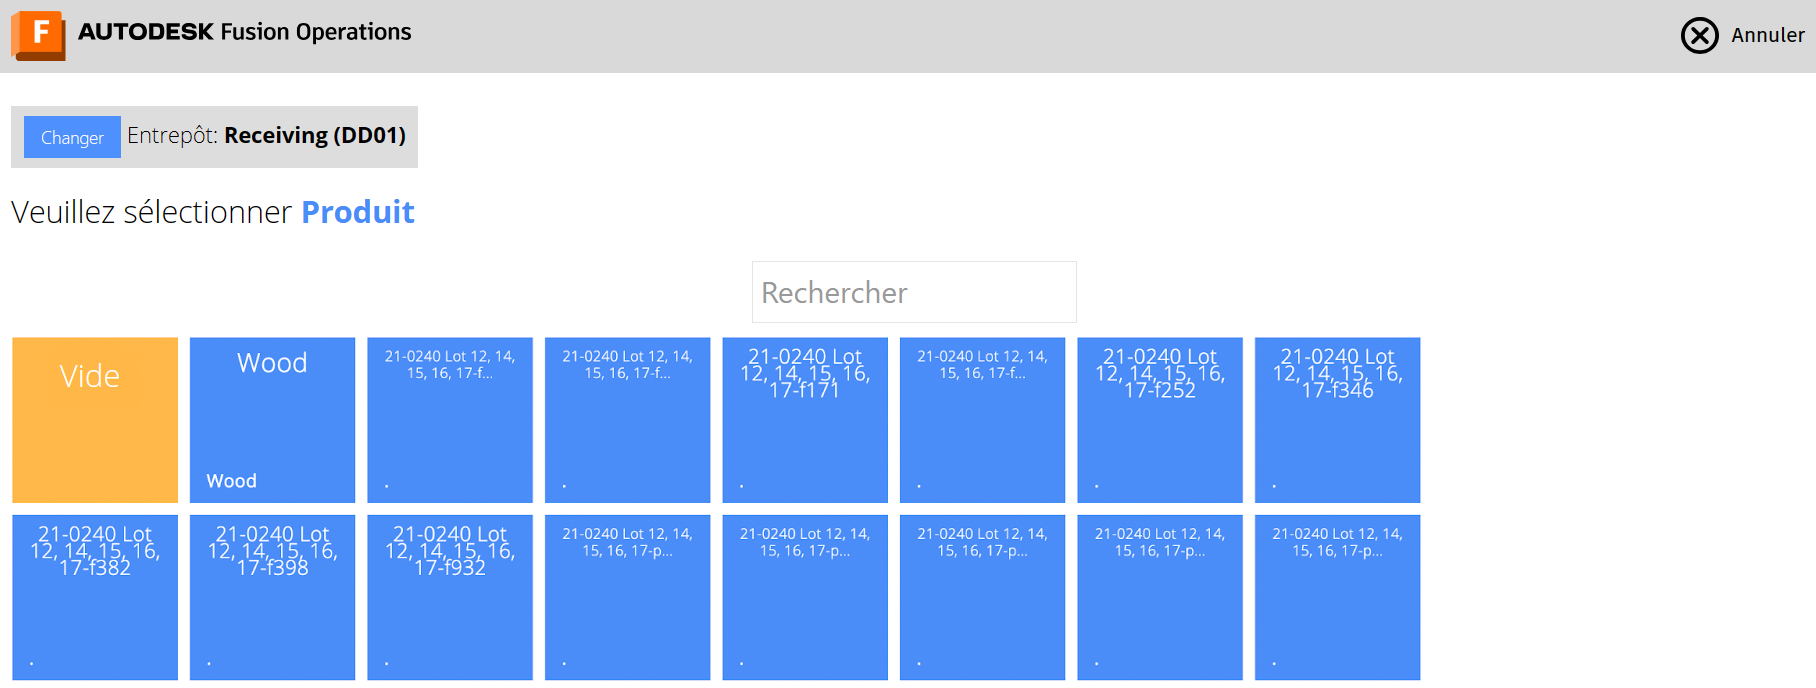 F AUTODESK Fusion Operations
Annuler
Changer Entrepôt: Receiving (DD01)
Veuillez sélectionner Produit
Rechercher
Vide
Wood
Wood
21-0240 Lot 12, 14,
15, 16, 17-f...
.
21-0240 Lot 12, 14,
15, 16, 17-f...
.
21-0240 Lot
12, 14, 15, 16,
17-f171
.
21-0240 Lot 12, 14,
15, 16, 17-f...
.
21-0240 Lot
12, 14, 15, 16,
17-f252
.
21-0240 Lot
12, 14, 15, 16,
17-f346
.
21-0240 Lot
12, 14, 15, 16,
17-f382
.
21-0240 Lot
12, 14, 15, 16,
17-f398
.
21-0240 Lot
12, 14, 15, 16,
17-f932
.
21-0240 Lot 12, 14,
15, 16, 17-p...
.
21-0240 Lot 12, 14,
15, 16, 17-p...
.
21-0240 Lot 12, 14,
15, 16, 17-p...
.
21-0240 Lot 12, 14,
15, 16, 17-p...
.
21-0240 Lot 12, 14,
15, 16, 17-p...
.